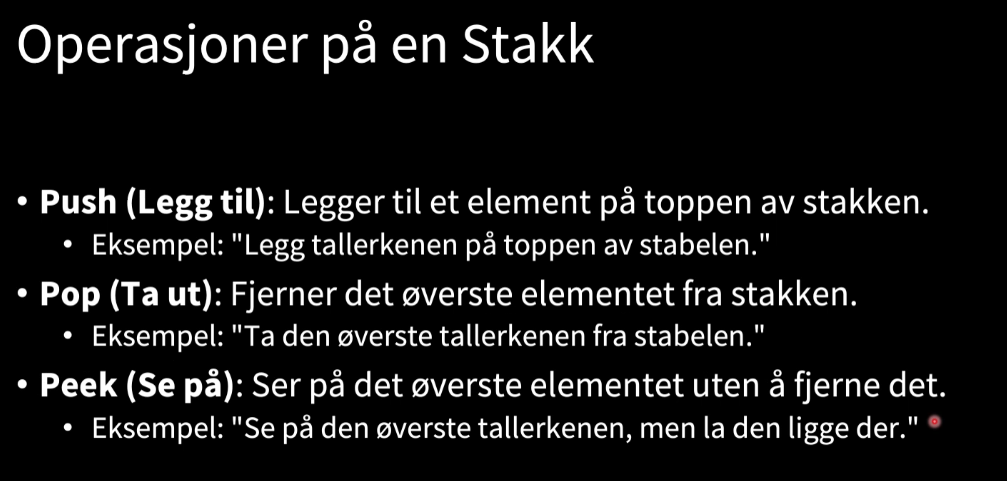 Operasjoner på en Stakk
• Push (Legg til): Legger til et element på toppen av stakken.
• Eksempel: "Legg tallerkenen på toppen av stabelen."
• Pop (Ta ut): Fjerner det øverste elementet fra stakken.
• Eksempel: "Ta den øverste tallerkenen fra stabelen."
• Peek (Se på): Ser på det øverste elementet uten å fjerne det.
• Eksempel: "Se på den øverste tallerkenen, men la den ligge der."